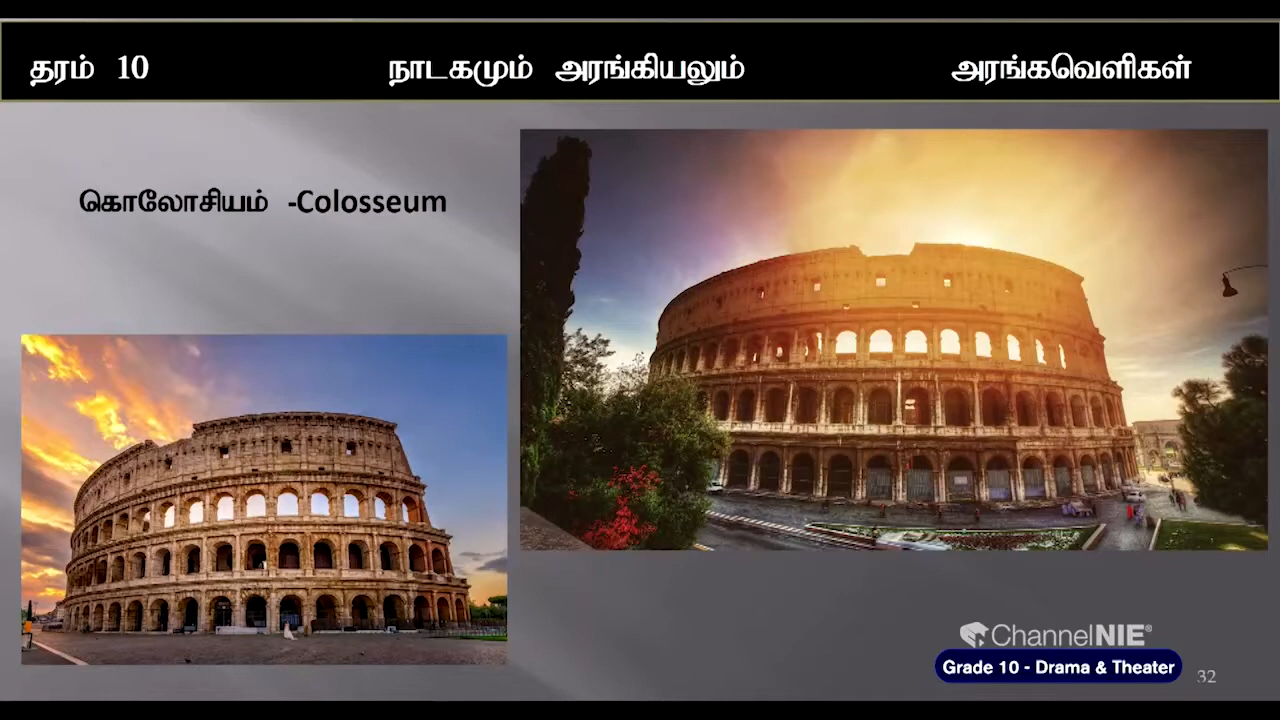 தரம் 10 நாடகமும் அரங்கியலும் அரங்கவெளிகள்
கொலோசியம் -Colosseum
ChannelNIE®
Grade 10 - Drama & Theater
32